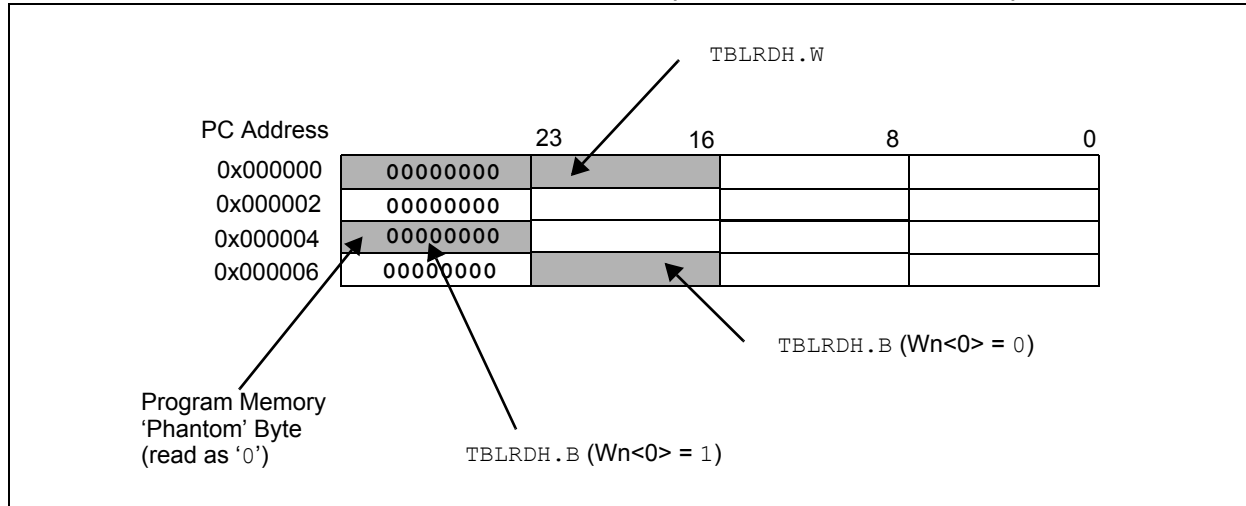 TBLRDH.W
PC Address
23 16 8 0
0x000000 00000000
0x000002 00000000
0x000004 00000000
0x000006 00000000
TBLRDH.B (Wn<0> = 0)
Program Memory
‘Phantom’ Byte
(read as ‘0’)
TBLRDH.B (Wn<0> = 1)